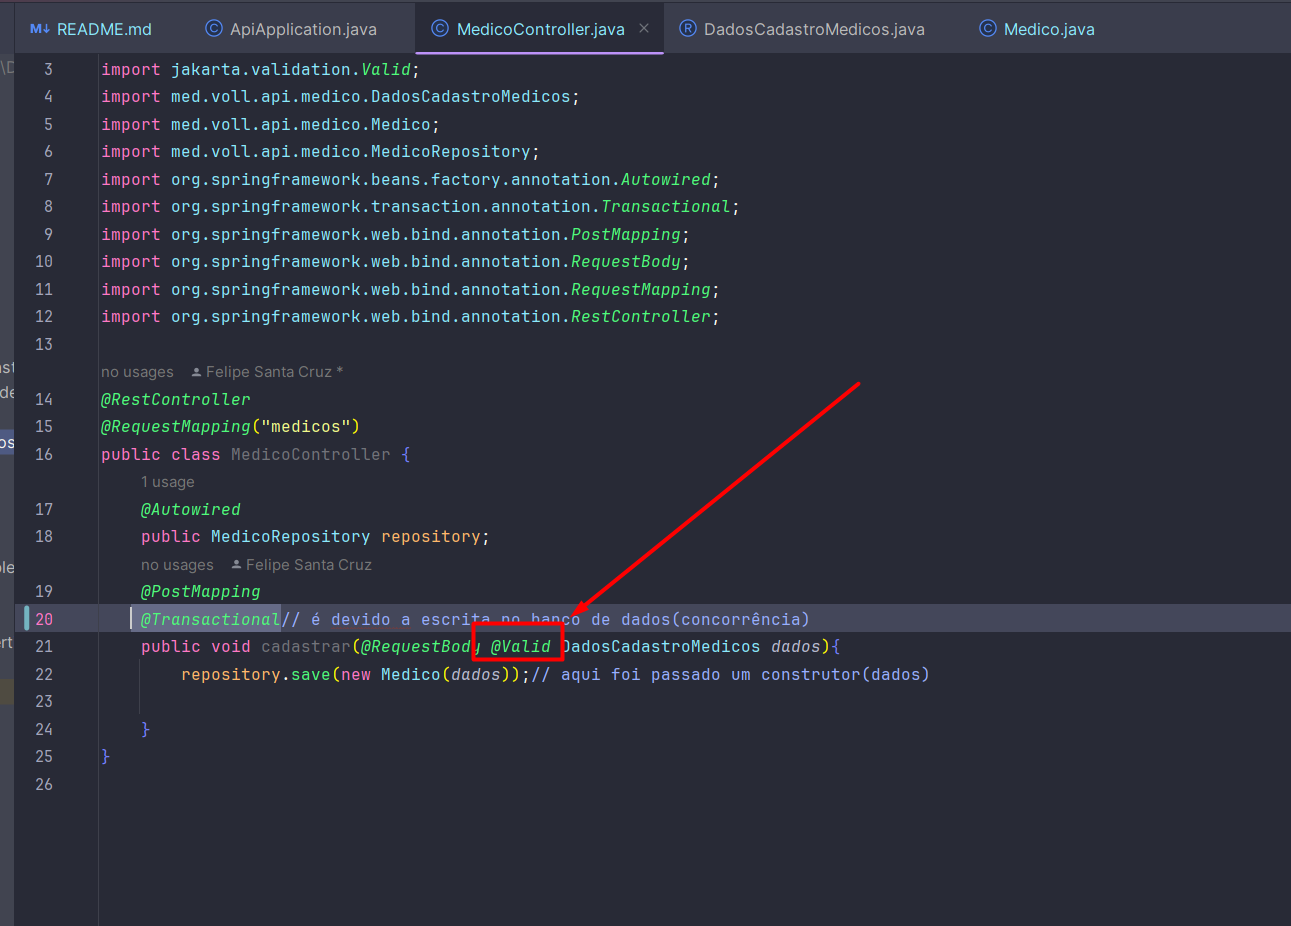 README.md ApiApplication.java MedicoController.java DadosCadastroMedicos.java Medico.java
3 import jakarta.validation.Valid;
4 import med.voll.api.medico.DadosCadastroMedicos;
5 import med.voll.api.medico.Medico;
6 import med.voll.api.medico.MedicoRepository;
7 import org.springframework.beans.factory.annotation.Autowired;
8 import org.springframework.transaction.annotation.Transactional;
9 import org.springframework.web.bind.annotation.PostMapping;
10 import org.springframework.web.bind.annotation.RequestBody;
11 import org.springframework.web.bind.annotation.RequestMapping;
12 import org.springframework.web.bind.annotation.RestController;
13
no usages Felipe Santa Cruz *
14 @RestController
15 @RequestMapping("medicos")
16 public class MedicoController {
1 usage
17 @Autowired
18 public MedicoRepository repository;
no usages Felipe Santa Cruz
19 @PostMapping
20 @Transactional// é devido a escrita no banco de dados(concorrência)
21 public void cadastrar(@RequestBody @Valid DadosCadastroMedicos dados){
22 repository.save(new Medico(dados));// aqui foi passado um construtor(dados)
23
24 }
25 }
26